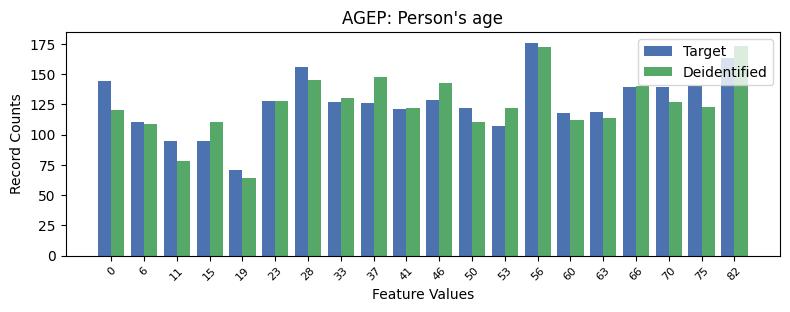 AGEP: Person's age
Target
Deidentified
Record Counts
175
150
125
100
75
50
25
0
0 6 11 15 19 23 28 33 37 41 46 50 53 56 60 63 66 70 75 82
Feature Values